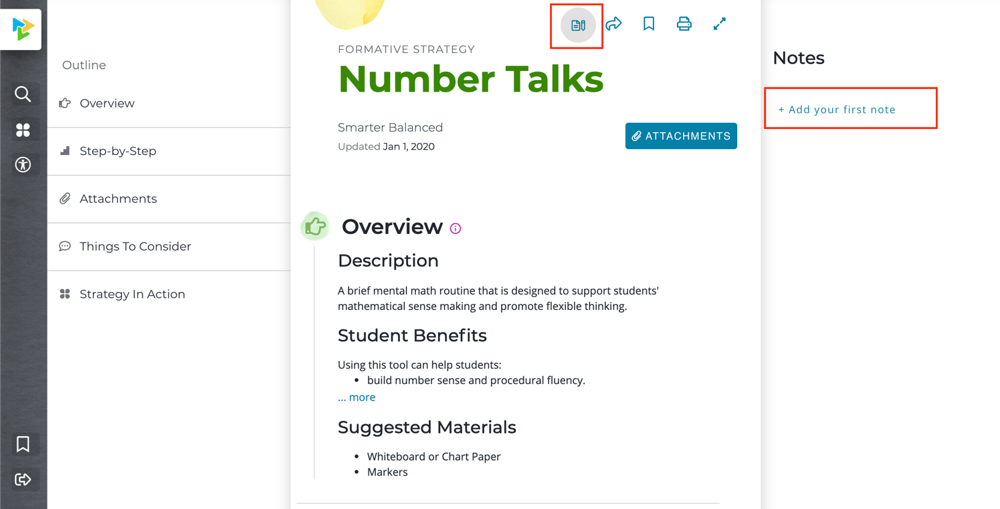 Outline
Overview
Step-by-Step
Attachments
Things To Consider
Strategy In Action
FORMATIVE STRATEGY
Number Talks
Smarter Balanced
Updated Jan 1, 2020
ATTACHMENTS
Overview
Description
A brief mental math routine that is designed to support students'
mathematical sense making and promote flexible thinking.
Student Benefits
Using this tool can help students:
• build number sense and procedural fluency.
... more
Suggested Materials
• Whiteboard or Chart Paper
• Markers
Notes
+ Add your first note